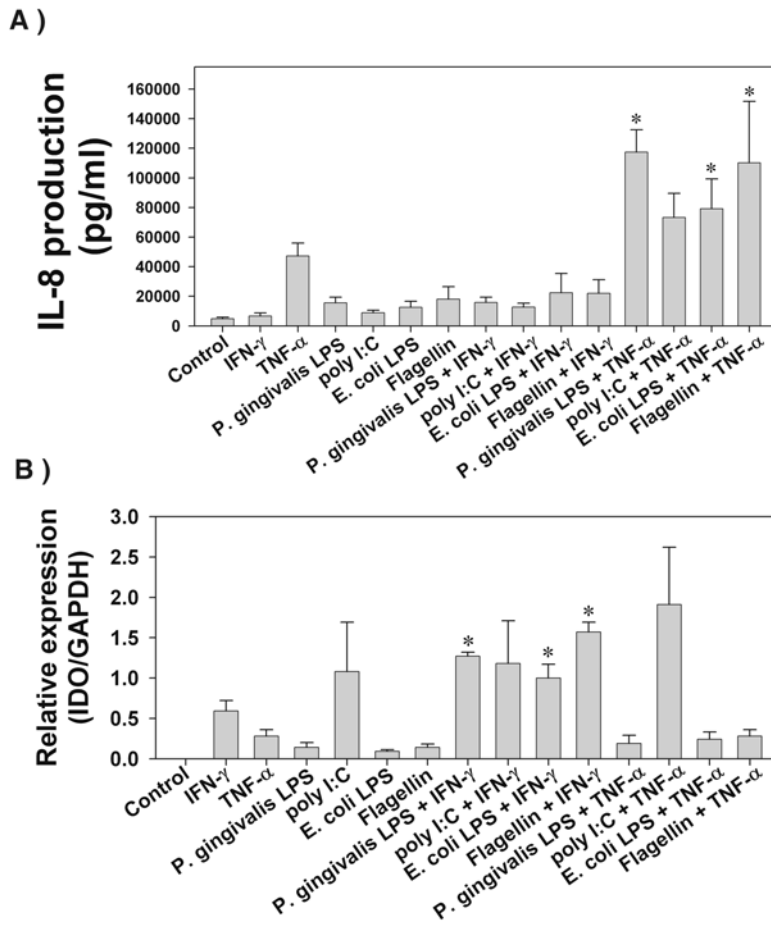 A )
IL-8 production
(pg/ml)
160000
140000
120000
100000
80000
60000
40000
20000
0
*
*
*
Control
IFN-γ
TNF-α
P. gingivalis LPS
poly I:C
E. coli LPS
Flagellin
P. gingivalis LPS + IFN-γ
poly I:C + IFN-γ
E. coli LPS + IFN-γ
Flagellin + IFN-γ
P. gingivalis LPS + TNF-α
poly I:C + TNF-α
E. coli LPS + TNF-α
Flagellin + TNF-α
B )
Relative expression
(IDO/GAPDH)
3.0
2.5
2.0
1.5
1.0
0.5
0.0
*
*
*
Control
IFN-γ
TNF-α
P. gingivalis LPS
poly I:C
E. coli LPS
Flagellin
P. gingivalis LPS + IFN-γ
poly I:C + IFN-γ
E. coli LPS + IFN-γ
Flagellin + IFN-γ
P. gingivalis LPS + TNF-α
poly I:C + TNF-α
E. coli LPS + TNF-α
Flagellin + TNF-α